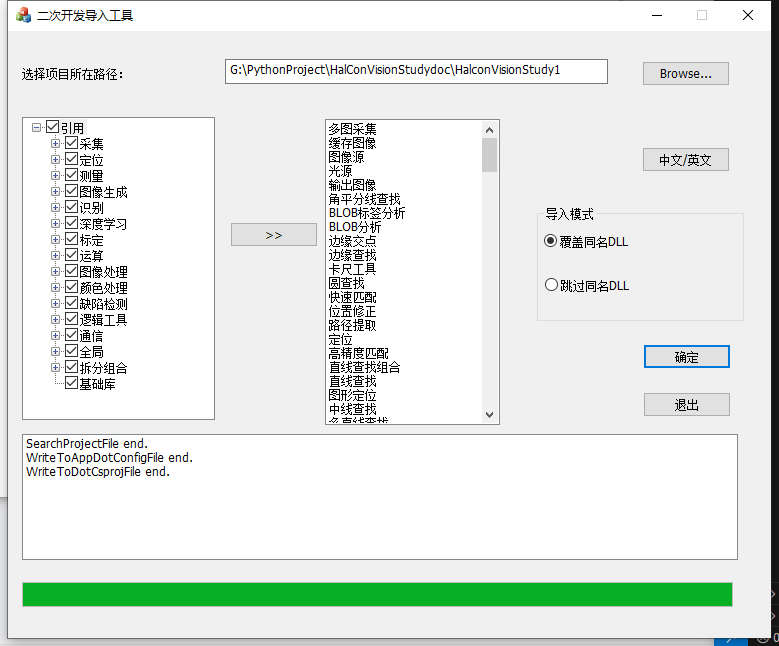 二次开发导入工具
选择项目所在路径：
G:\PythonProject\HalConVisionStudydoc\HalconVisionStudy1
Browse...
引用
采集
定位
测量
图像生成
识别
深度学习
标定
运算
图像处理
颜色处理
缺陷检测
逻辑工具
通信
全局
拆分组合
基础库
>>
多图采集
缓存图像
图像源
光源
输出图像
角平分线查找
BLOB标签分析
BLOB分析
边缘交点
边缘查找
卡尺工具
圆查找
快速匹配
位置修正
路径提取
定位
高精度匹配
直线查找组合
直线查找
图形定位
中线查找
多直线查找
中文/英文
导入模式
覆盖同名DLL
跳过同名DLL
确定
退出
SearchProjectFile end.
WriteToAppDotConfigFile end.
WriteToDotCsprojFile end.